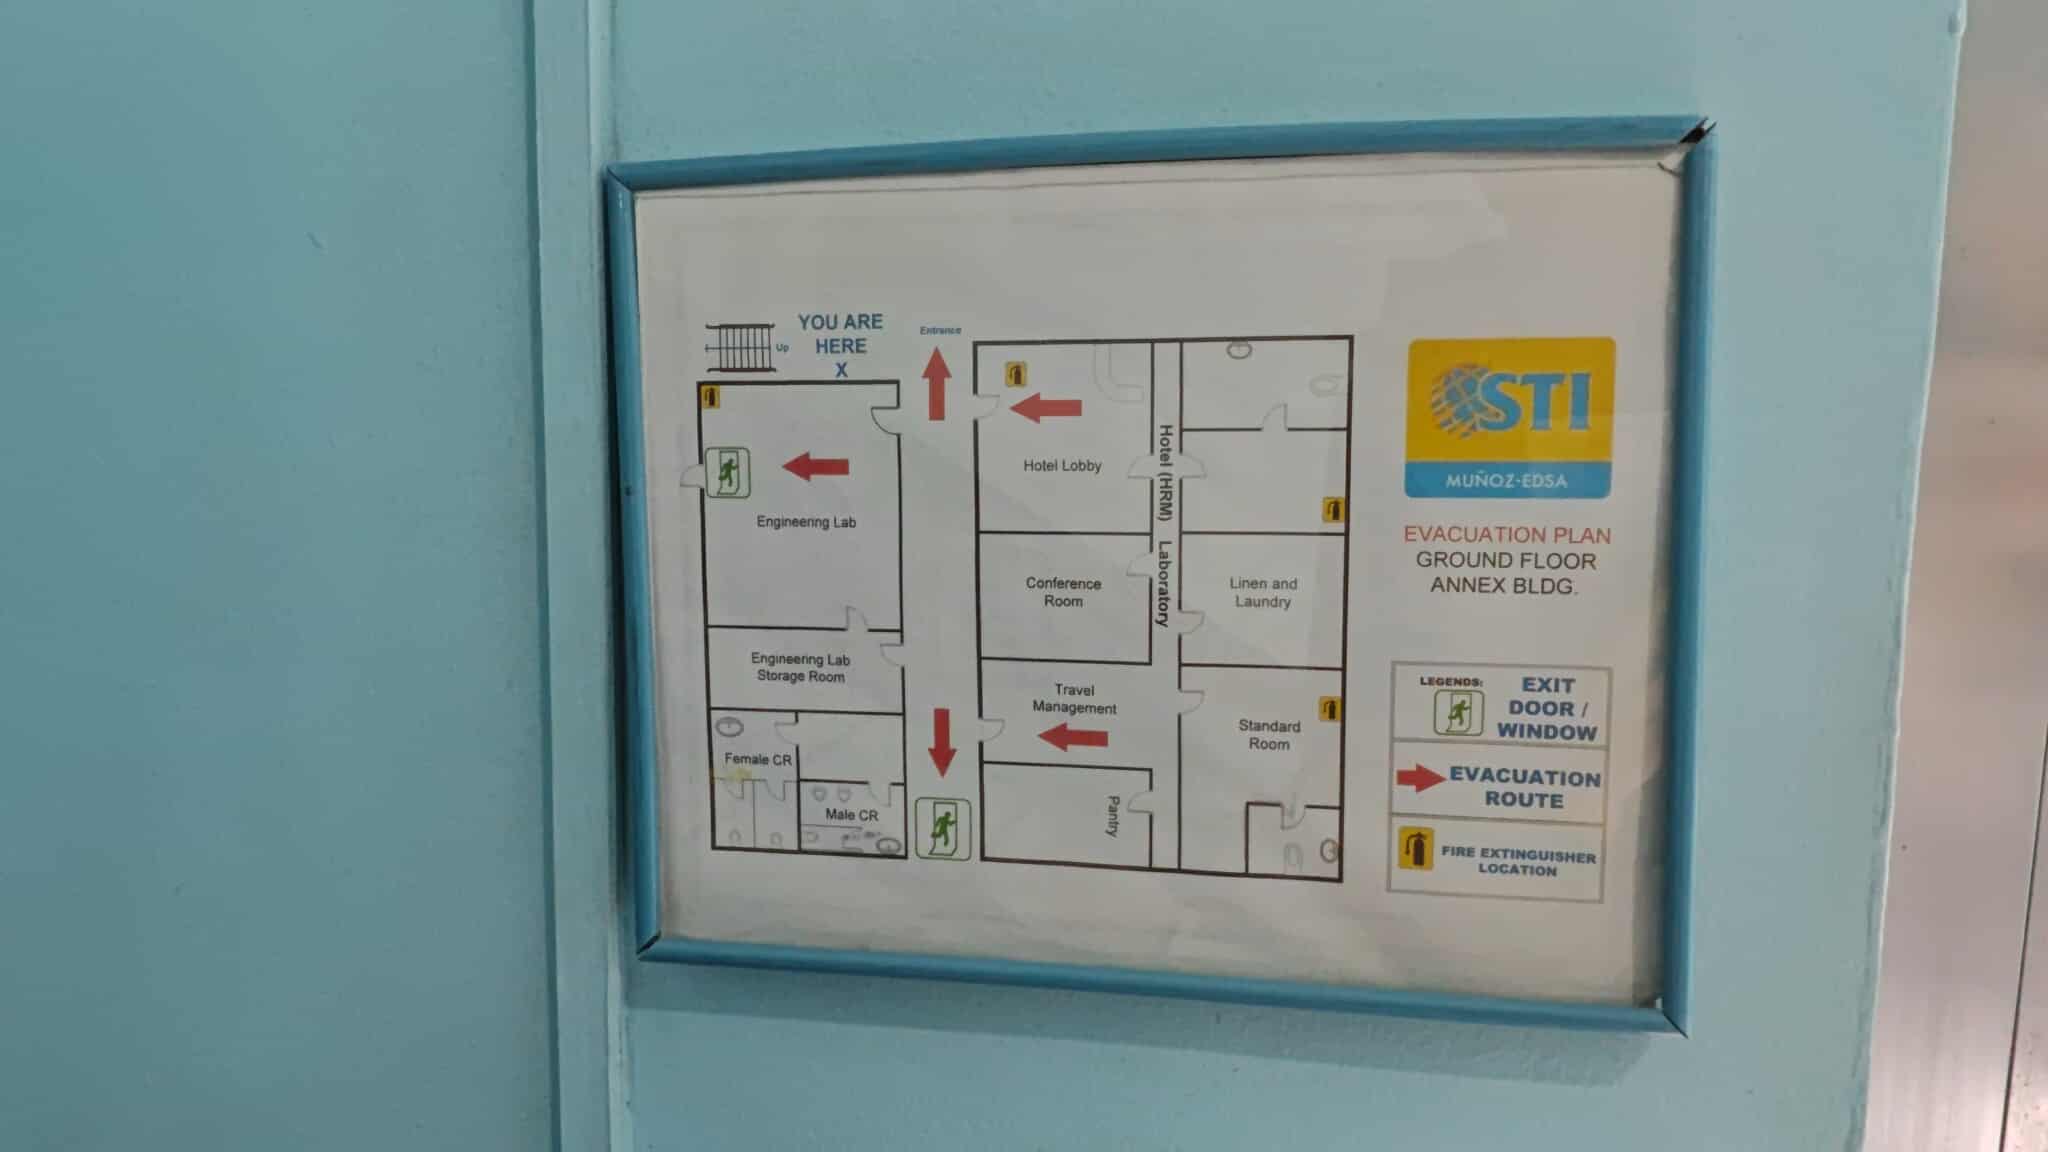 YOU ARE
HERE
X
Up
Entrance
Engineering Lab
Engineering Lab
Storage Room
Female CR
Male CR
Hotel Lobby
Conference
Room
Travel
Management
Pantry
Hotel (HRM) Laboratory
Linen and
Laundry
Standard
Room
STI
MUÑOZ-EDSA
EVACUATION PLAN
GROUND FLOOR
ANNEX BLDG.
LEGENDS:
EXIT
DOOR /
WINDOW
EVACUATION
ROUTE
FIRE EXTINGUISHER
LOCATION